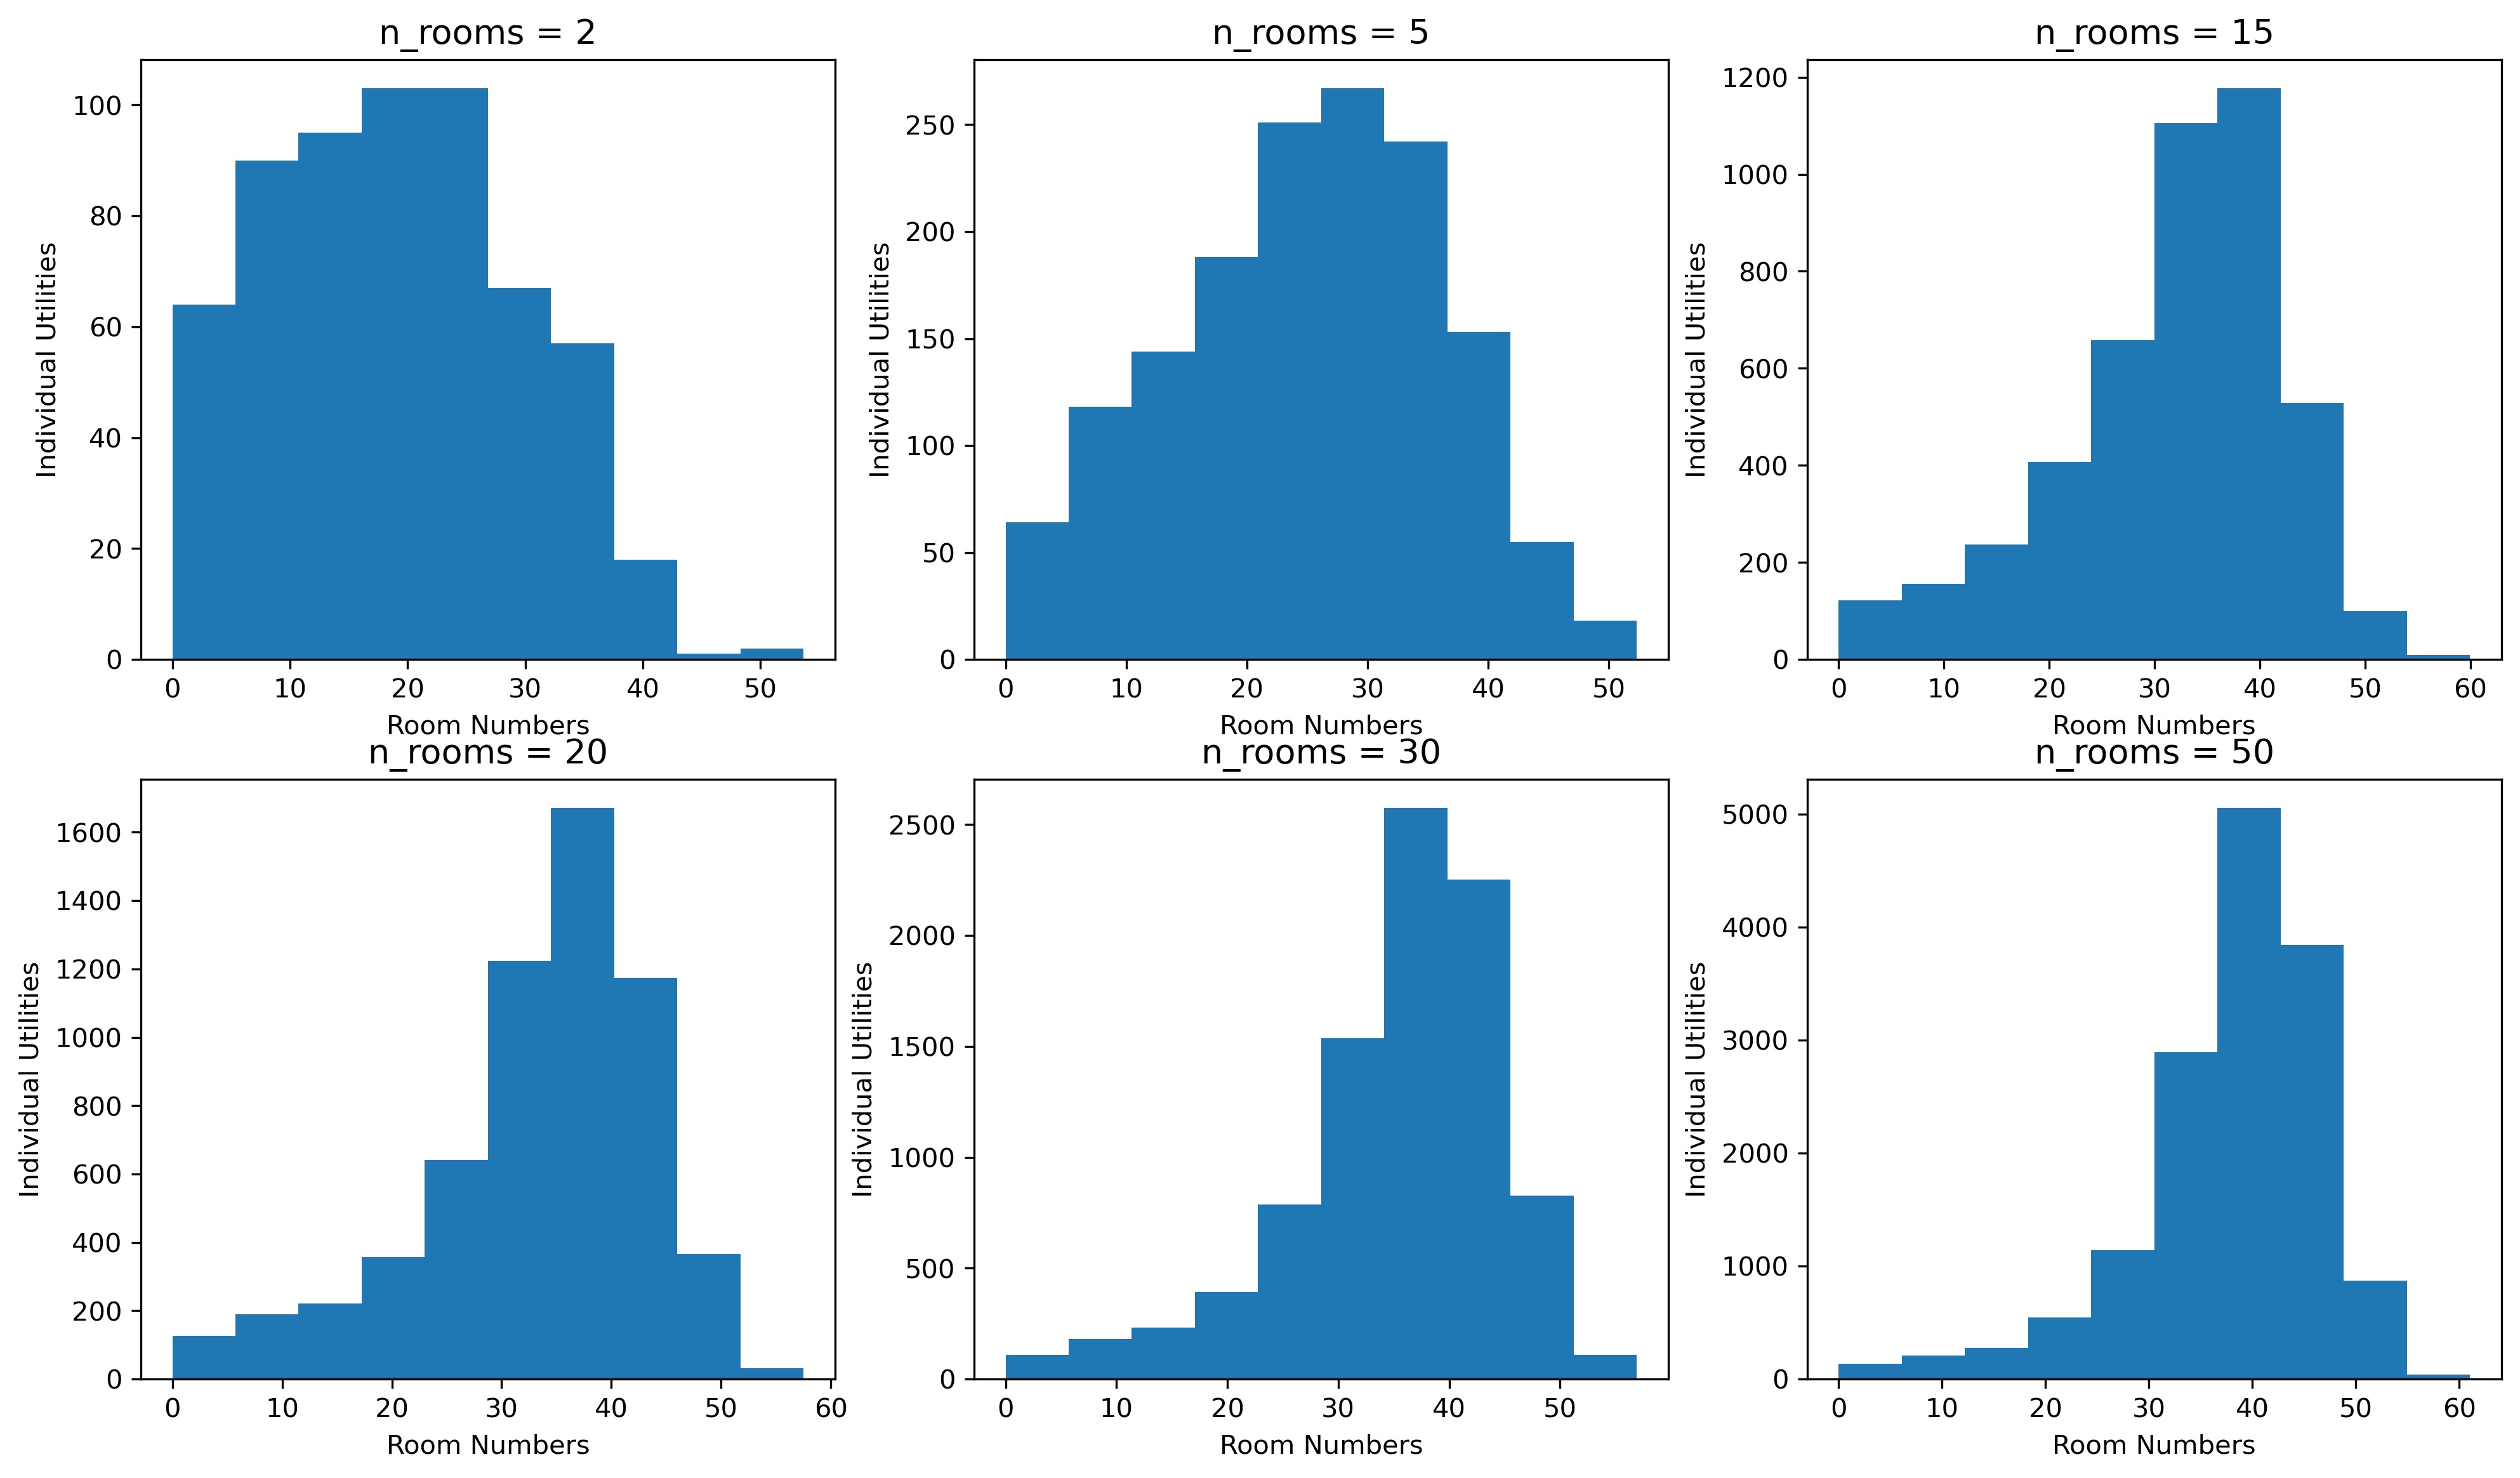 n_rooms = 2
100
80
60
40
20
0
Individual Utilities
0 10 20 30 40 50
Room Numbers
n_rooms = 5
250
200
150
100
50
0
Individual Utilities
0 10 20 30 40 50
Room Numbers
n_rooms = 15
1200
1000
800
600
400
200
0
Individual Utilities
0 10 20 30 40 50 60
Room Numbers
n_rooms = 20
1600
1400
1200
1000
800
600
400
200
0
Individual Utilities
0 10 20 30 40 50 60
Room Numbers
n_rooms = 30
2500
2000
1500
1000
500
0
Individual Utilities
0 10 20 30 40 50
Room Numbers
n_rooms = 50
5000
4000
3000
2000
1000
0
Individual Utilities
0 10 20 30 40 50 60
Room Numbers